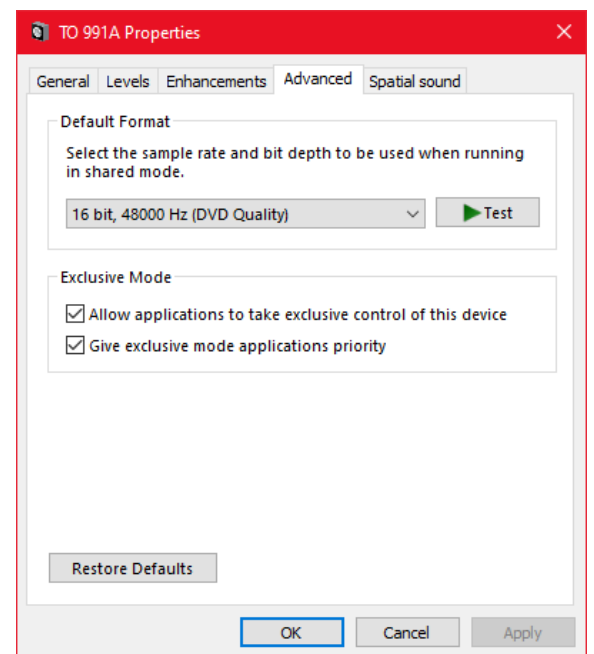 TO 991A Properties
General Levels Enhancements Advanced Spatial sound
Default Format
Select the sample rate and bit depth to be used when running
in shared mode.
16 bit, 48000 Hz (DVD Quality)
Test
Exclusive Mode
Allow applications to take exclusive control of this device
Give exclusive mode applications priority
Restore Defaults
OK Cancel Apply